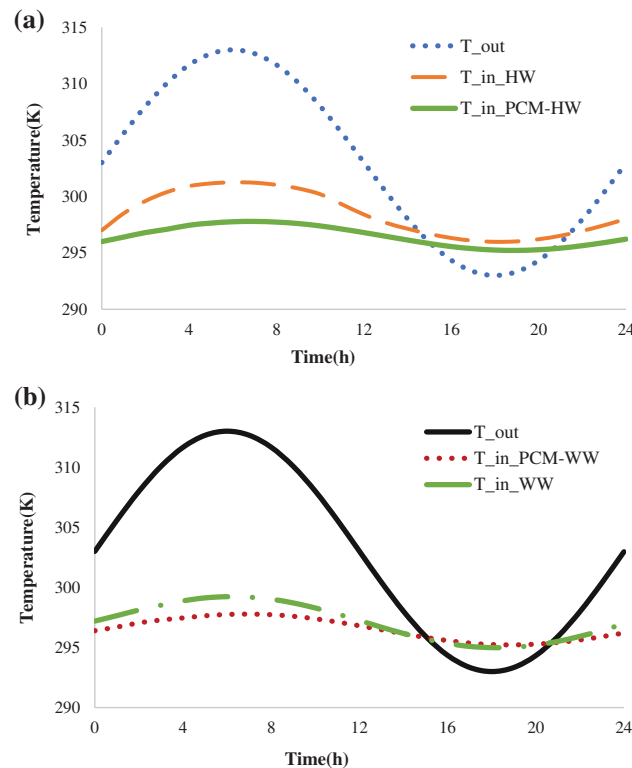 (a)
315
310
305
300
295
290
Temperature(K)
T_out
T_in_HW
T_in_PCM-HW
0 4 8 12 16 20 24
Time(h)
(b)
315
310
305
300
295
290
Temperature(K)
T_out
T_in_PCM-WW
T_in_WW
0 4 8 12 16 20 24
Time(h)